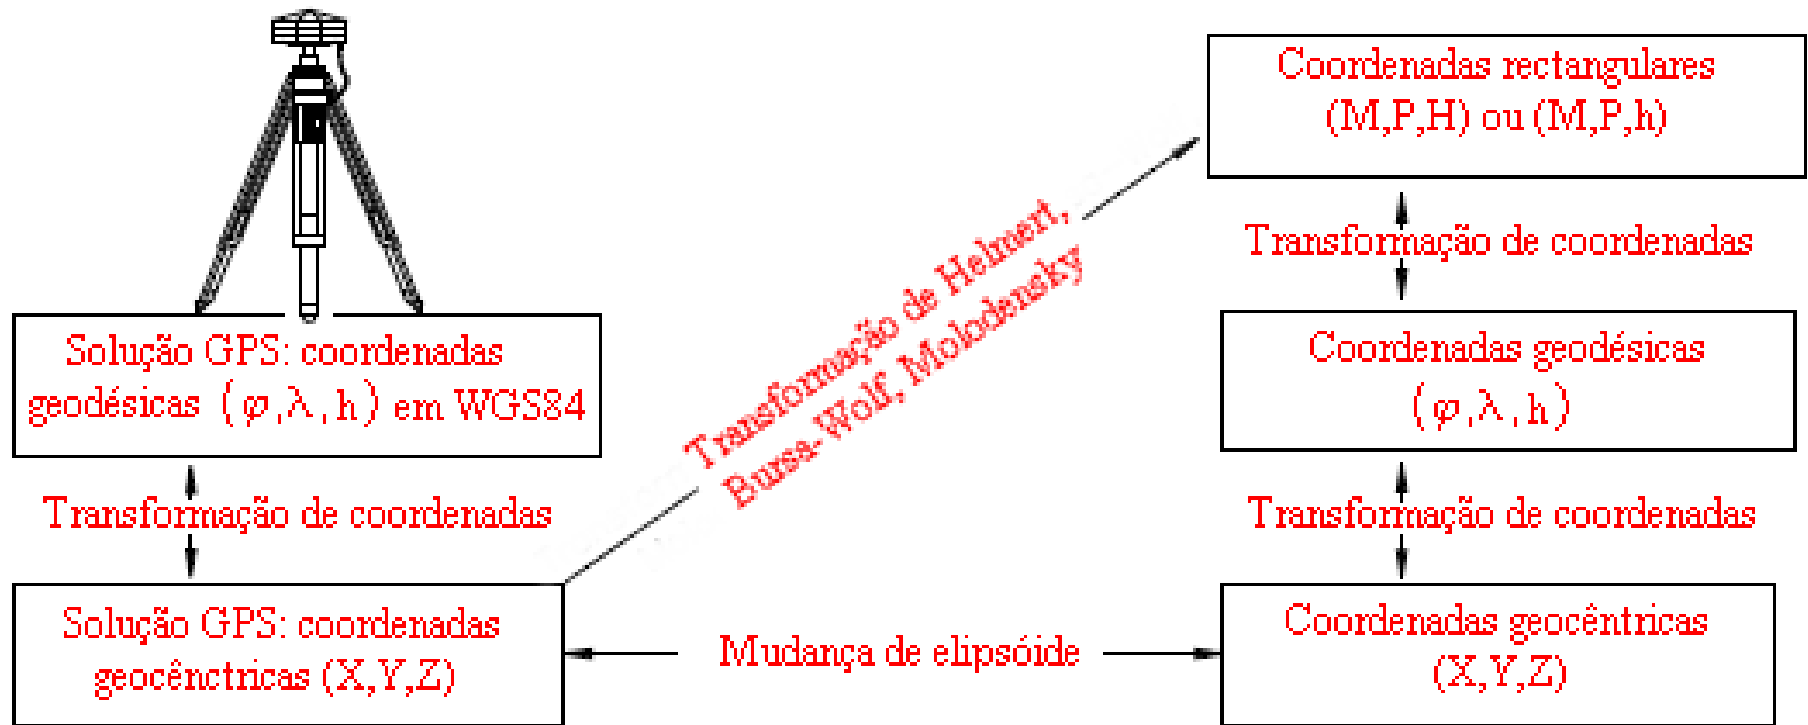 Coordenadas rectangulares
(M,P,H) ou (M,P,h)
Transformação de coordenadas
Transformação de Helmert,
Bursa-Wolf, Molodensky
Solução GPS: coordenadas
geodésicas (φ,λ,h) em WGS84
Coordenadas geodésicas
(φ,λ,h)
Transformação de coordenadas
Transformação de coordenadas
Solução GPS: coordenadas
geocênctricas (X,Y,Z)
Mudança de elipsóide
Coordenadas geocêntricas
(X,Y,Z)